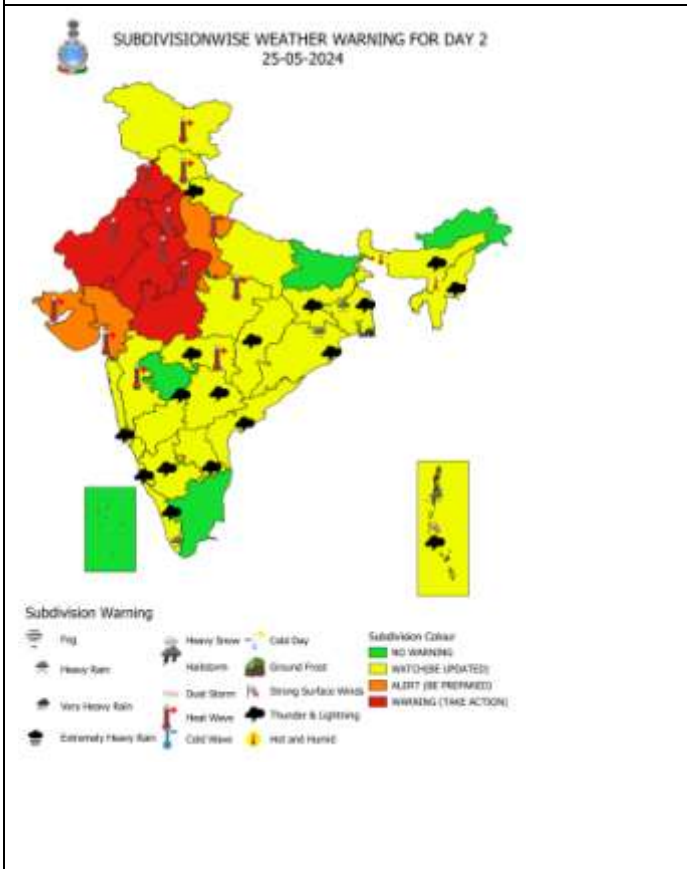 SUBDIVISIONWISE WEATHER WARNING FOR DAY 2
25-05-2024
Subdivision Warning
Fog
Heavy Rain
Very Heavy Rain
Extremely Heavy Rain
Heavy Snow
Hailstorm
Dust Storm
Heat Wave
Cold Wave
Cold Day
Ground Frost
Strong Surface Winds
Thunder & Lightning
Hot and Humid
Subdivision Colour
NO WARNING
WATCH(BE UPDATED)
ALERT (BE PREPARED)
WARNING (TAKE ACTION)